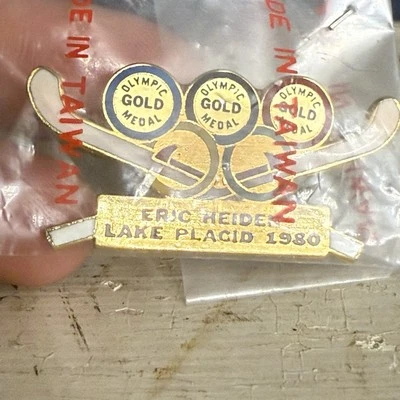 MADE IN TAIWAN
DE IN TAIWAN
OLYMPIC
GOLD
MEDAL
OLYMPIC
GOLD
MEDAL
OLYMPIC
GOLD
MEDAL
ERIC HEIDEN
LAKE PLACID 1980